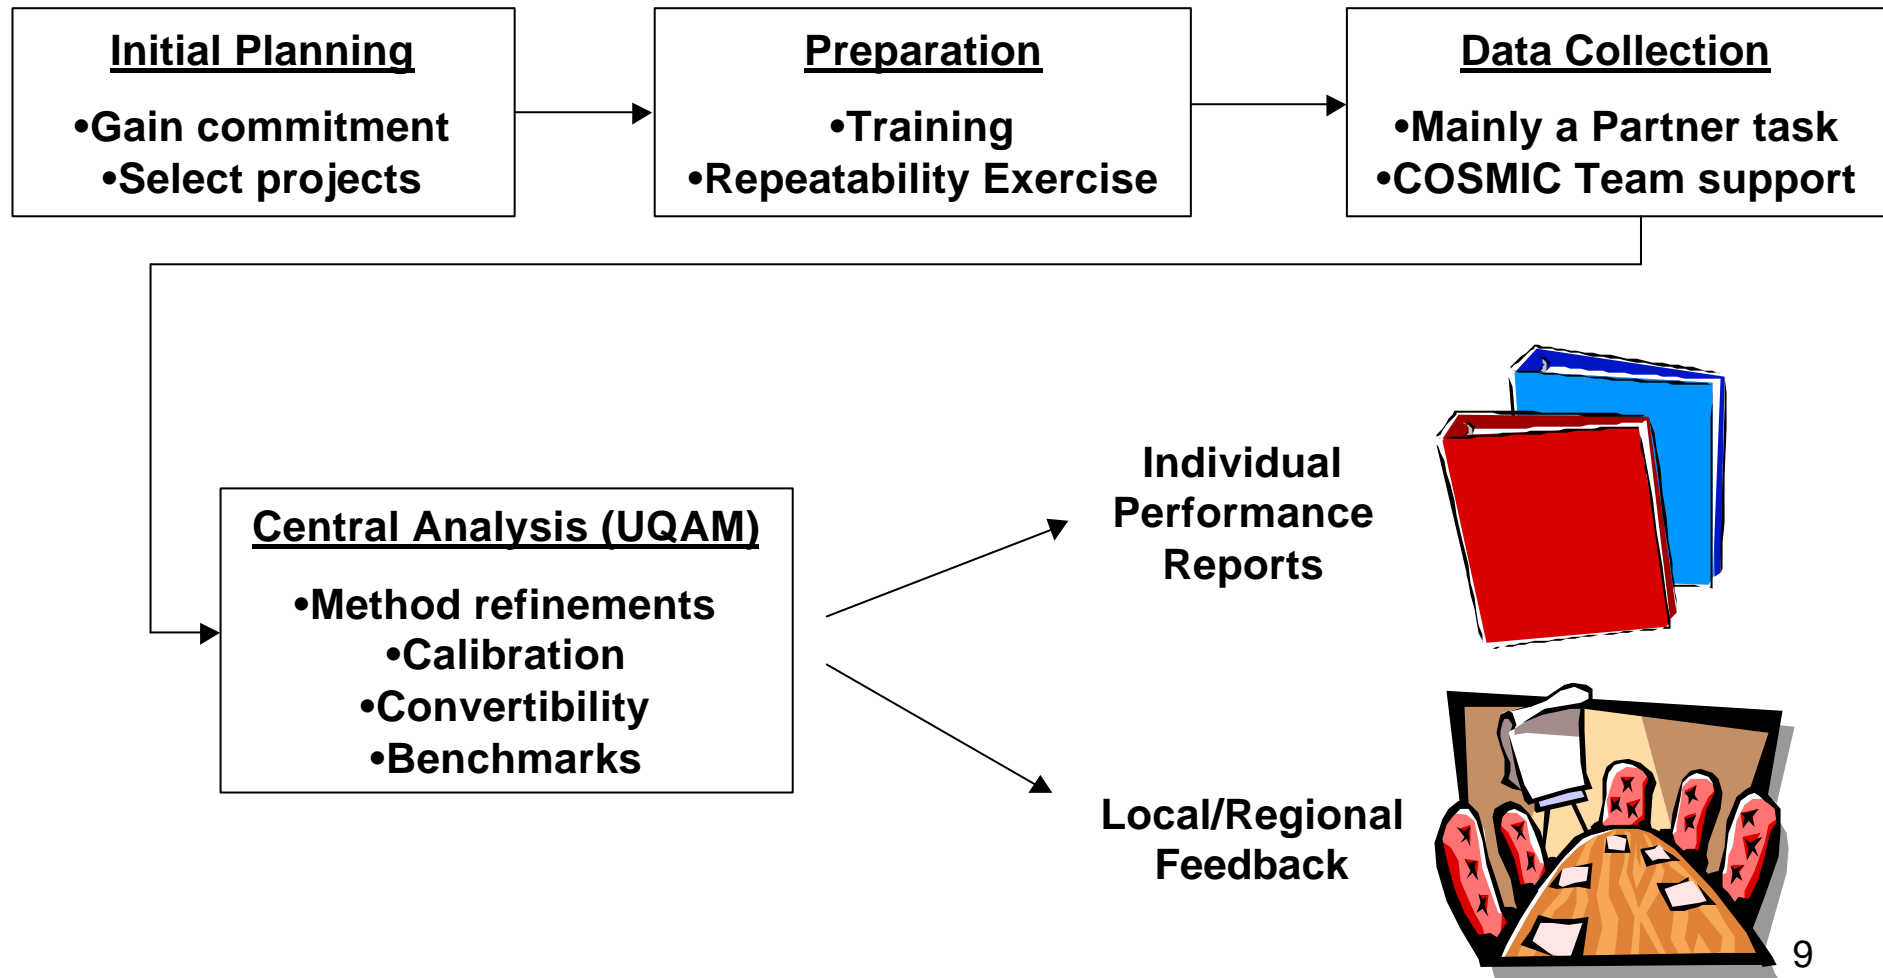 Initial Planning
•Gain commitment
•Select projects
Preparation
•Training
•Repeatability Exercise
Data Collection
•Mainly a Partner task
•COSMIC Team support
Central Analysis (UQAM)
•Method refinements
•Calibration
•Convertibility
•Benchmarks
Individual
Performance
Reports
Local/Regional
Feedback
9